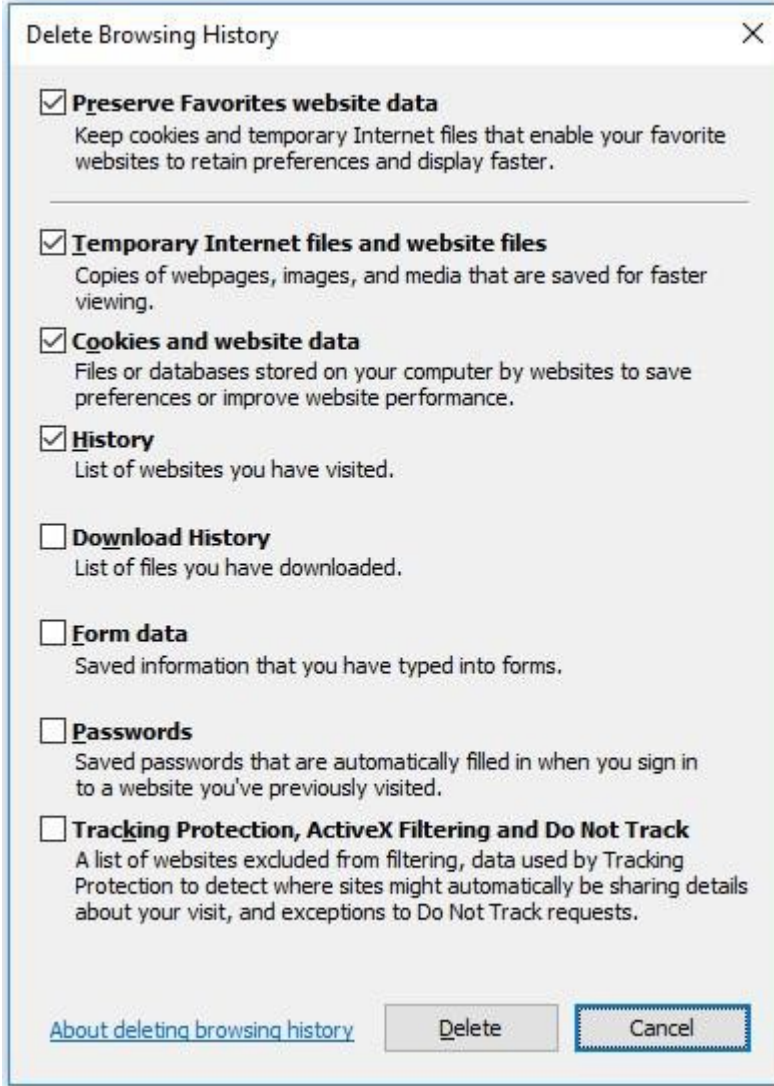 Delete Browsing History
Preserve Favorites website data
Keep cookies and temporary Internet files that enable your favorite
websites to retain preferences and display faster.
Temporary Internet files and website files
Copies of webpages, images, and media that are saved for faster
viewing.
Cookies and website data
Files or databases stored on your computer by websites to save
preferences or improve website performance.
History
List of websites you have visited.
Download History
List of files you have downloaded.
Form data
Saved information that you have typed into forms.
Passwords
Saved passwords that are automatically filled in when you sign in
to a website you've previously visited.
Tracking Protection, ActiveX Filtering and Do Not Track
A list of websites excluded from filtering, data used by Tracking
Protection to detect where sites might automatically be sharing details
about your visit, and exceptions to Do Not Track requests.
About deleting browsing history
Delete
Cancel